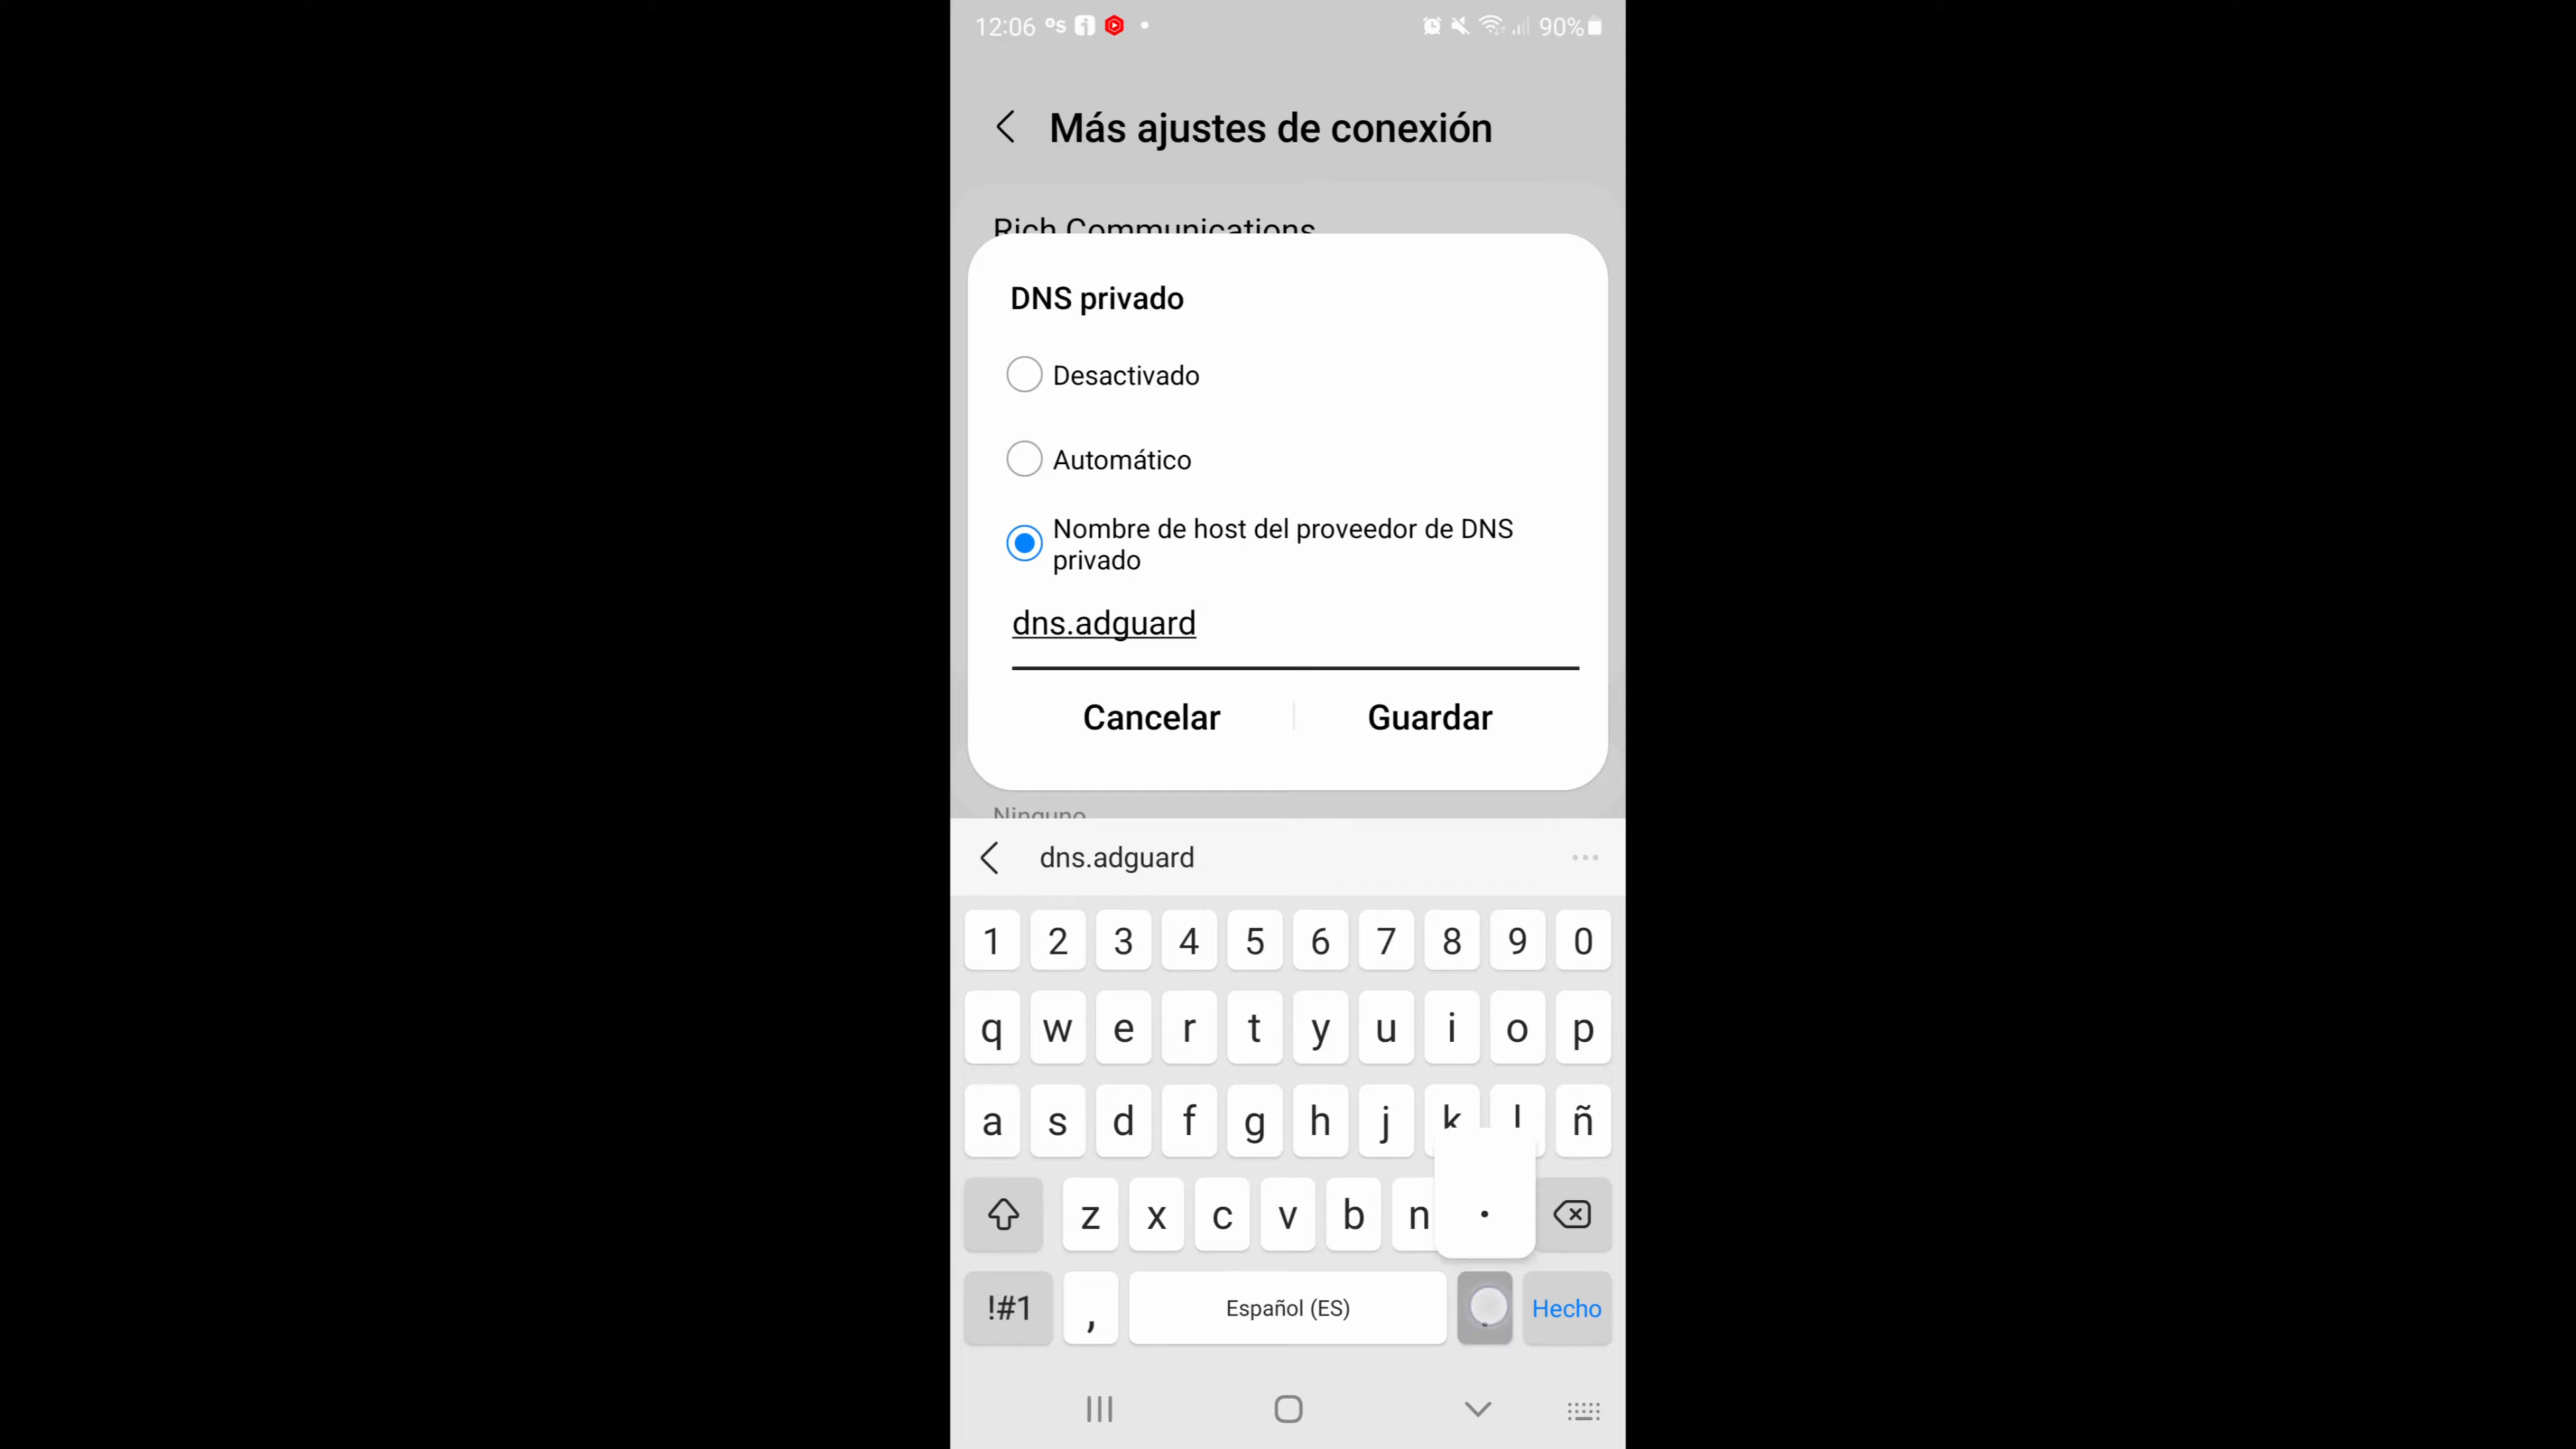 12:06
90%
Más ajustes de conexión
Rich Communications
DNS privado
Desactivado
Automático
Nombre de host del proveedor de DNS
privado
dns.adguard
Cancelar
Guardar
Ninguno
dns.adguard
1 2 3 4 5 6 7 8 9 0
q w e r t y u i o p
a s d f g h j k l ñ
z x c v b n .
!#1 , Español (ES) Hecho